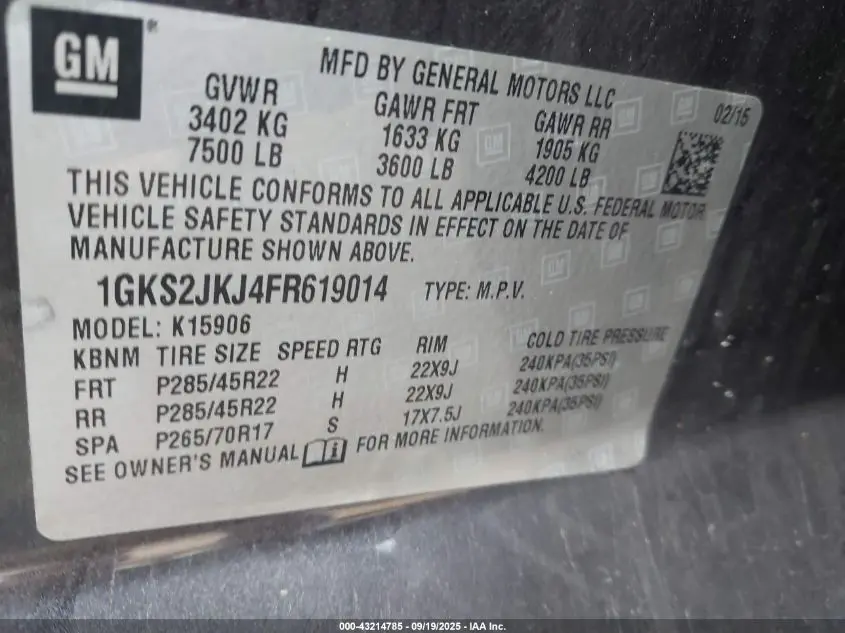 GM
MFD BY GENERAL MOTORS LLC
02/15
GVWR GAWR FRT GAWR RR
3402 KG 1633 KG 1905 KG
7500 LB 3600 LB 4200 LB
THIS VEHICLE CONFORMS TO ALL APPLICABLE U.S. FEDERAL MOTOR
VEHICLE SAFETY STANDARDS IN EFFECT ON THE DATE OF
MANUFACTURE SHOWN ABOVE.
1GKS2JKJ4FR619014 TYPE: M.P.V.
MODEL: K15906
KBNM TIRE SIZE SPEED RTG RIM COLD TIRE PRESSURE
FRT P285/45R22 H 22X9J 240KPA(35PSI)
RR P285/45R22 H 22X9J 240KPA(35PSI)
SPA P265/70R17 S 17X7.5J 240KPA(35PSI)
SEE OWNER'S MANUAL FOR MORE INFORMATION.
000-43214785 - 09/19/2025 - IAA Inc.